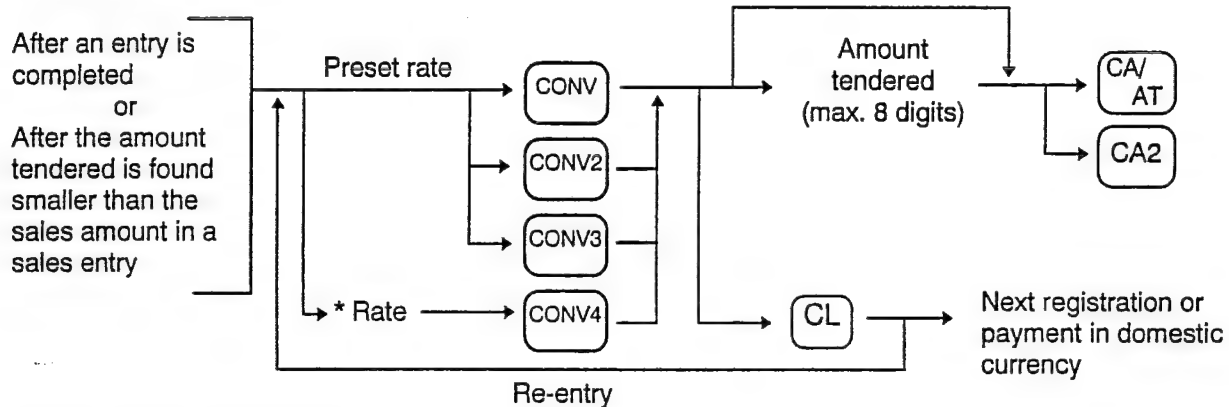 After an entry is
completed
or
After the amount
tendered is found
smaller than the
sales amount in a
sales entry
Preset rate
CONV
CONV2
CONV3
* Rate
CONV4
Amount
tendered
(max. 8 digits)
CA/
AT
CA2
CL
Next registration or
payment in domestic
currency
Re-entry